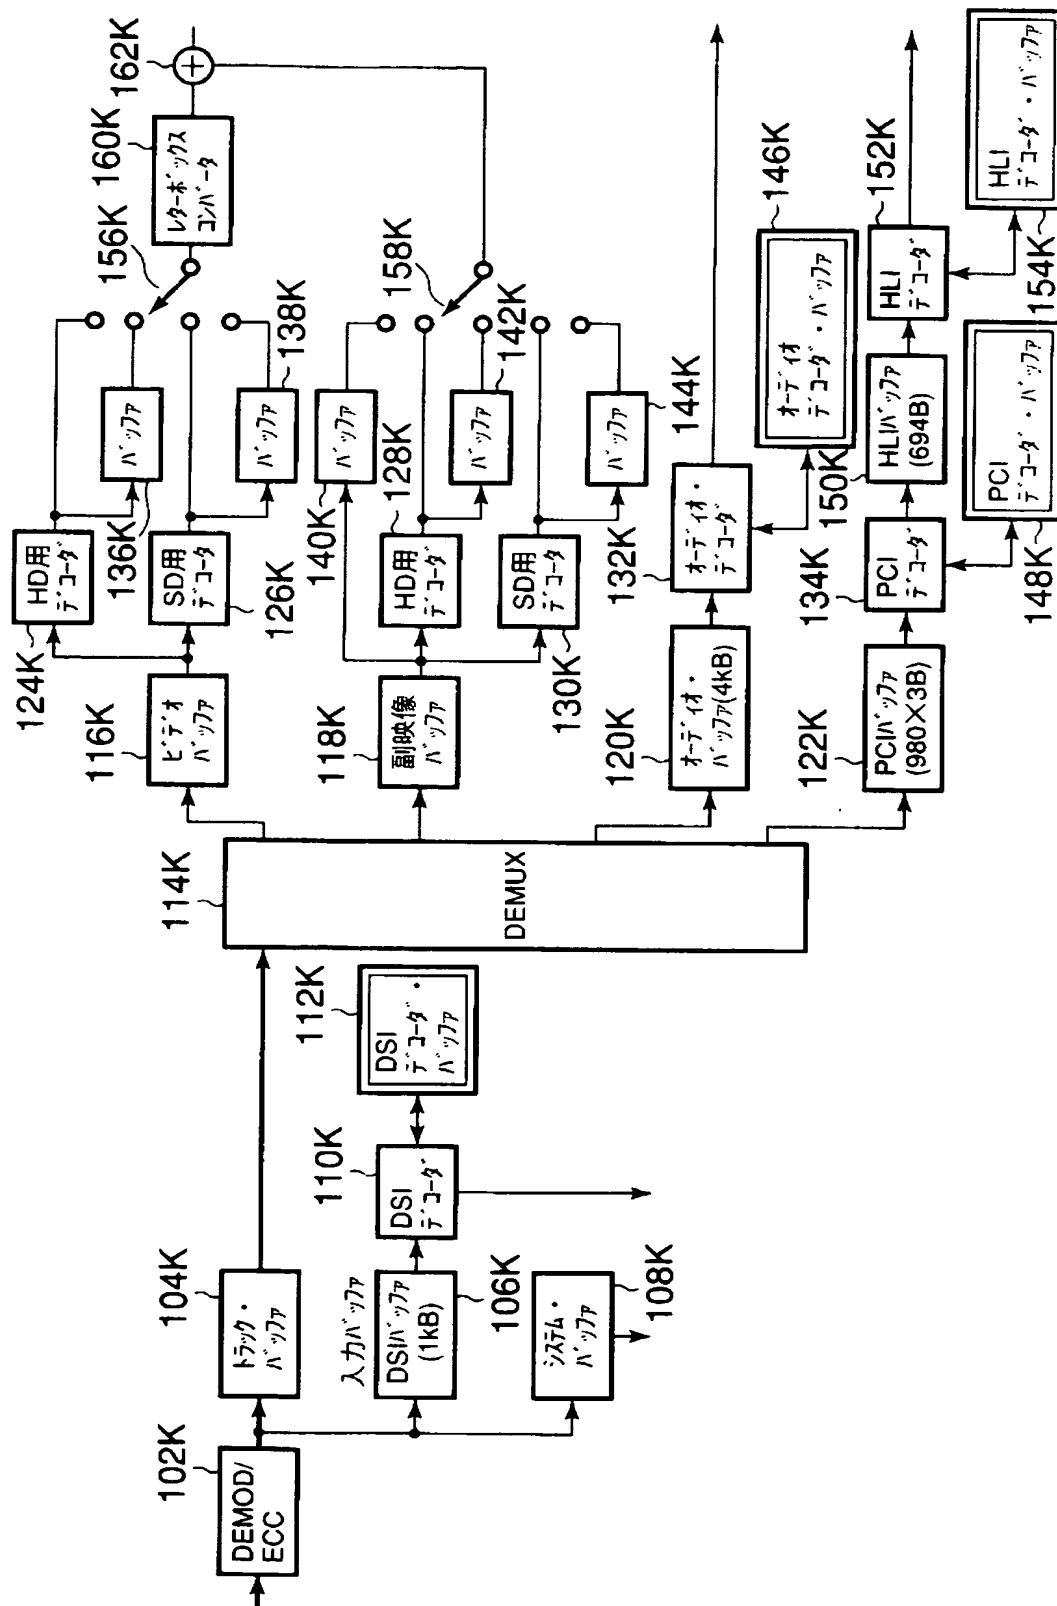 102K
DEMOD/
ECC
104K
トラック・
バッファ
入力バッファ
DSIバッファ
(1kB)
106K
システム・
バッファ
108K
110K
DSI
デコーダ
112K
DSI
デコーダ・
バッファ
114K
DEMUX
116K
ビデオ
バッファ
118K
副映像
バッファ
120K
オーディオ・
バッファ(4kB)
122K
PCIバッファ
(980×3B)
124K
HD用
デコーダ
126K
SD用
デコーダ
128K
HD用
デコーダ
130K
SD用
デコーダ
132K
オーディオ・
デコーダ
134K
PCI
デコーダ
136K
バッファ
138K
バッファ
140K
バッファ
142K
バッファ
144K
バッファ
146K
オーディオ
デコーダ・バッファ
148K
PCI
デコーダ・バッファ
150K
HLIバッファ
(694B)
152K
HLI
デコーダ
154K
HLI
デコーダ・バッファ
156K
158K
160K
レターボックス
コンバータ
162K